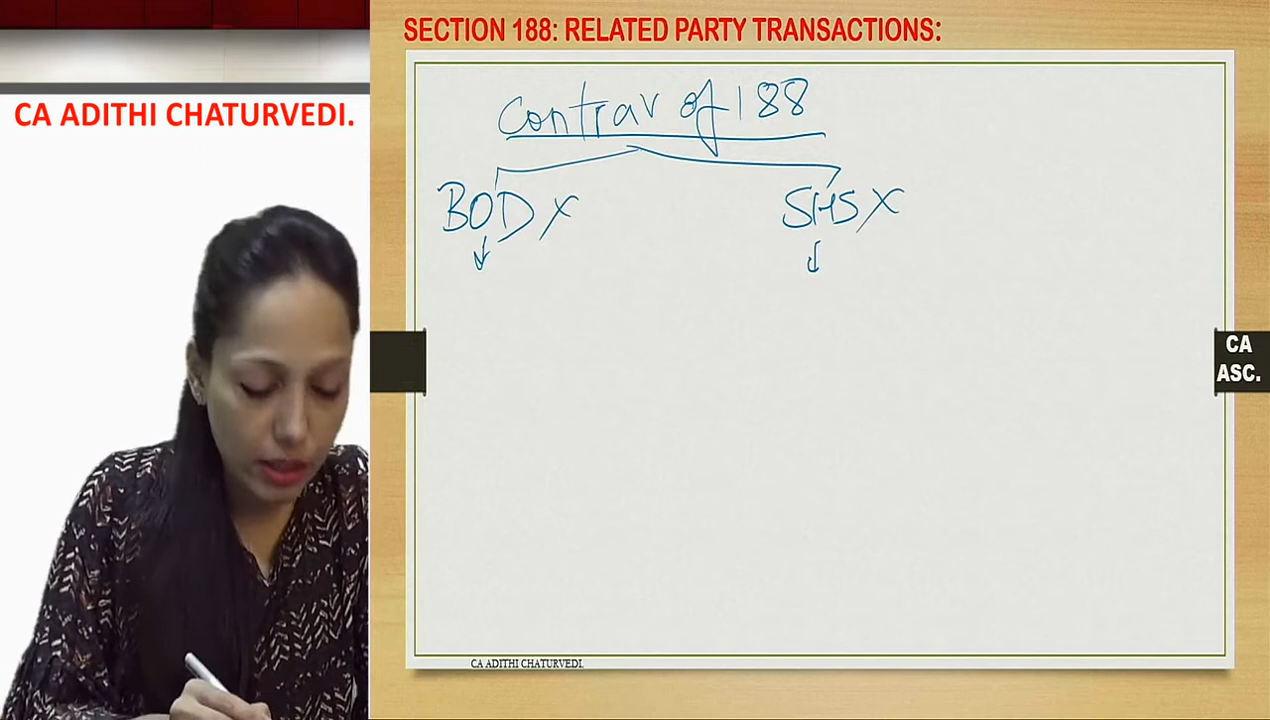 SECTION 188: RELATED PARTY TRANSACTIONS:
CA ADITHI CHATURVEDI.
Contrav of 188
BOD X
SHS X
CA
ASC.
CA ADITHI CHATURVEDI.